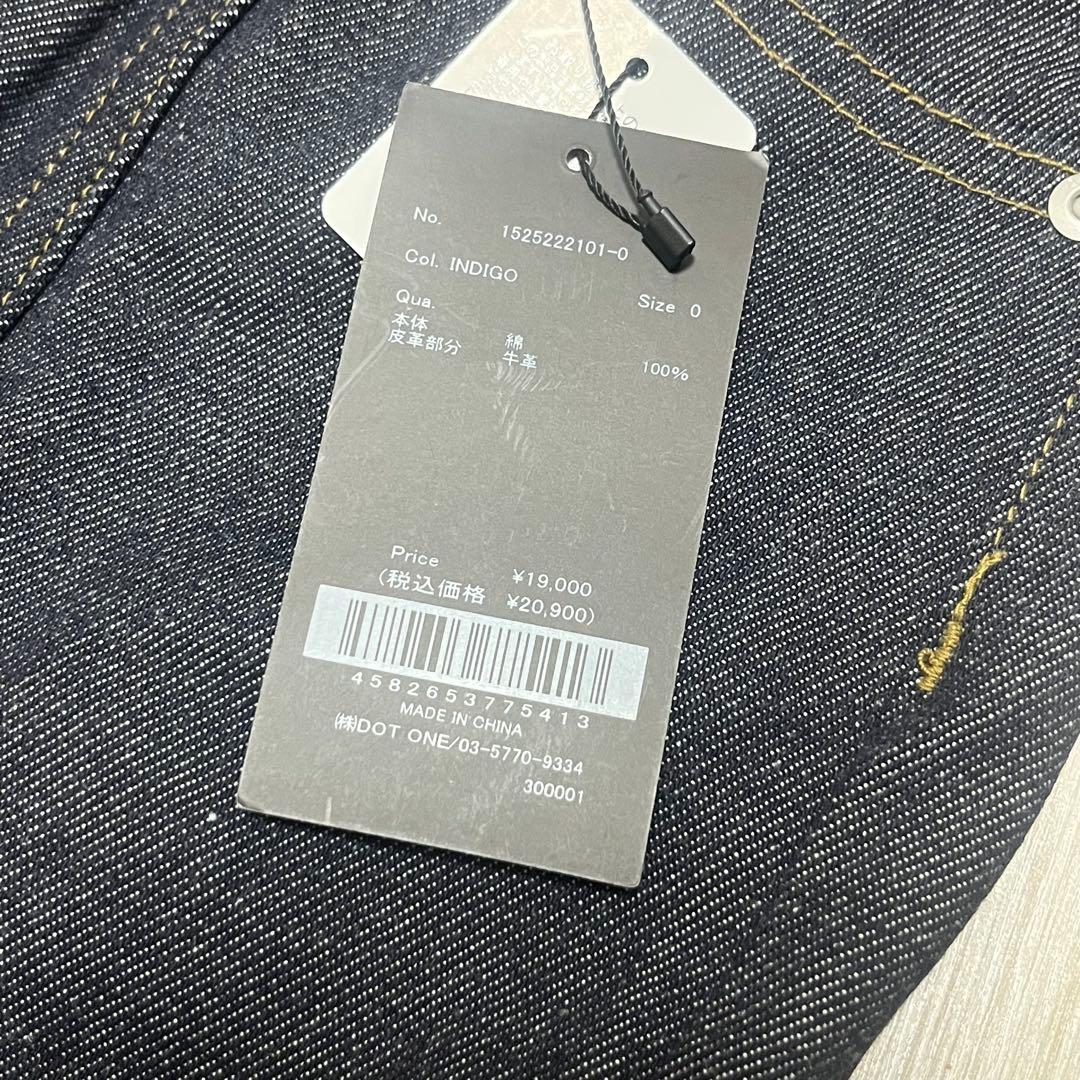 No. 1525222101-0
Col. INDIGO Size 0
Qua.
本体 綿 100%
皮革部分 牛革
Price ¥19,000
(税込価格 ¥20,900)
4582653775413
MADE IN CHINA
㈱DOT ONE/03-5770-9334
300001